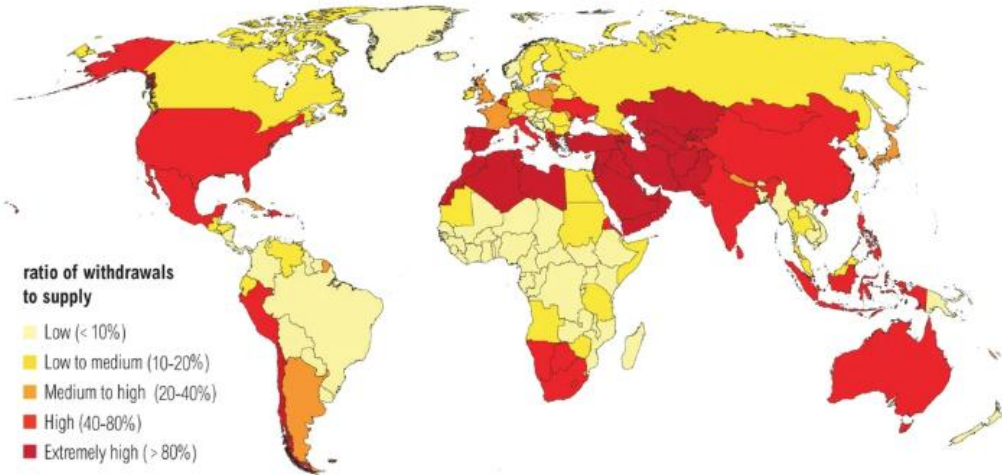 ratio of withdrawals
to supply
Low (< 10%)
Low to medium (10-20%)
Medium to high (20-40%)
High (40-80%)
Extremely high (> 80%)